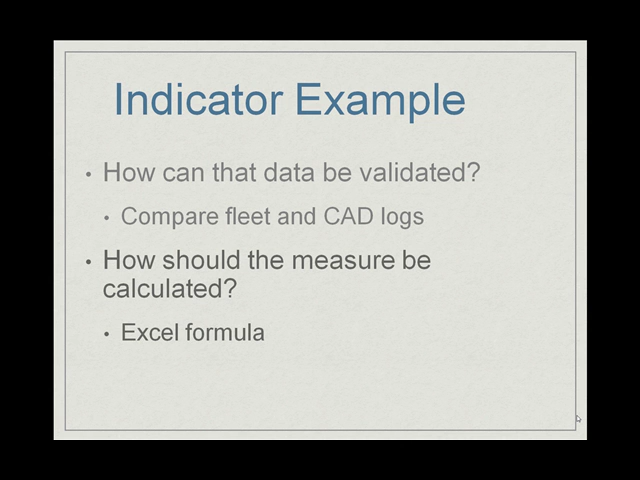 Indicator Example
• How can that data be validated?
• Compare fleet and CAD logs
• How should the measure be
calculated?
• Excel formula